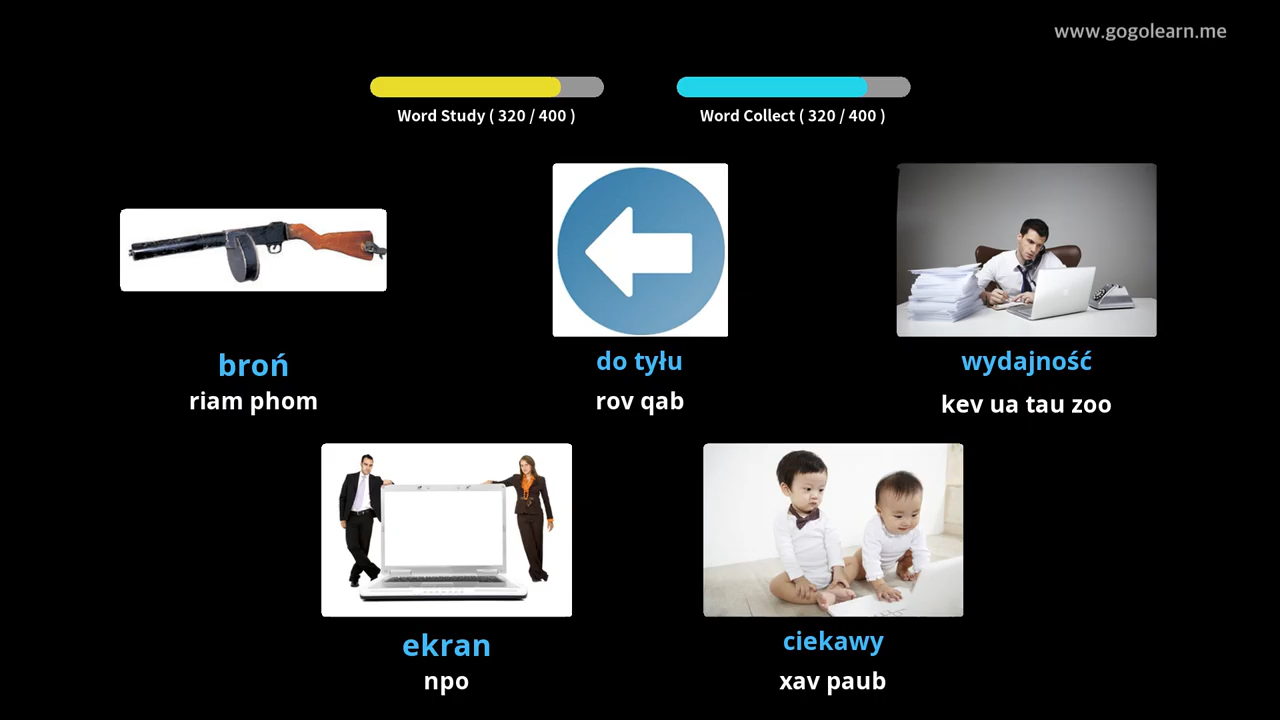 www.gogolearn.me
Word Study ( 320 / 400 )
Word Collect ( 320 / 400 )
broń
riam phom
do tyłu
rov qab
wydajność
kev ua tau zoo
ekran
npo
ciekawy
xav paub